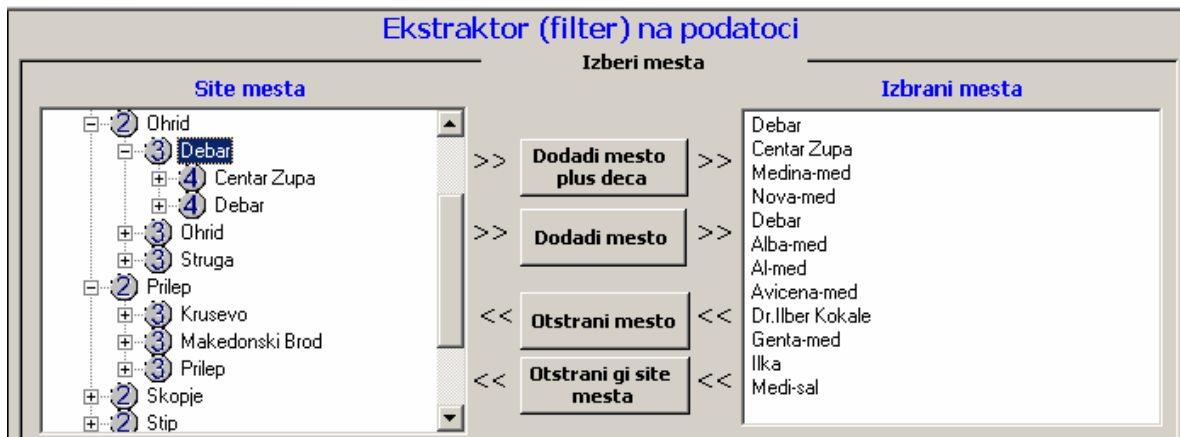 Ekstraktor (filter) na podatoci
Izberi mesta
Site mesta
2 Ohrid
3 Debar
4 Centar Zupa
4 Debar
3 Ohrid
3 Struga
2 Prilep
3 Krusevo
3 Makedonski Brod
3 Prilep
2 Skopje
2 Stip
>> Dodadi mesto plus deca >>
>> Dodadi mesto >>
<< Otstrani mesto <<
<< Otstrani gi site mesta <<
Izbrani mesta
Debar
Centar Zupa
Medina-med
Nova-med
Debar
Alba-med
Al-med
Avicena-med
Dr.Ilber Kokale
Genta-med
Ilka
Medi-sal